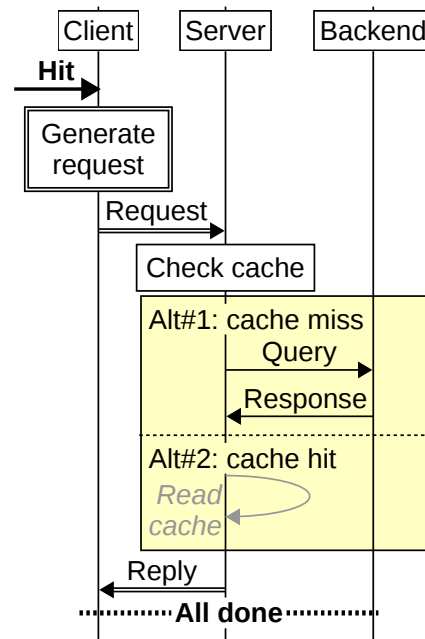 Client Server Backend
Hit
Generate
request
Request
Check cache
Alt#1: cache miss
Query
Response
Alt#2: cache hit
Read
cache
Reply
All done